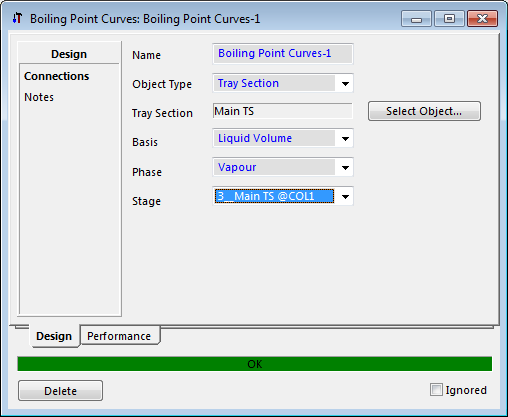 Boiling Point Curves: Boiling Point Curves-1
Design
Connections
Notes
Name Boiling Point Curves-1
Object Type Tray Section
Tray Section Main TS Select Object...
Basis Liquid Volume
Phase Vapour
Stage 3__Main TS @COL1
Design Performance
OK
Delete Ignored